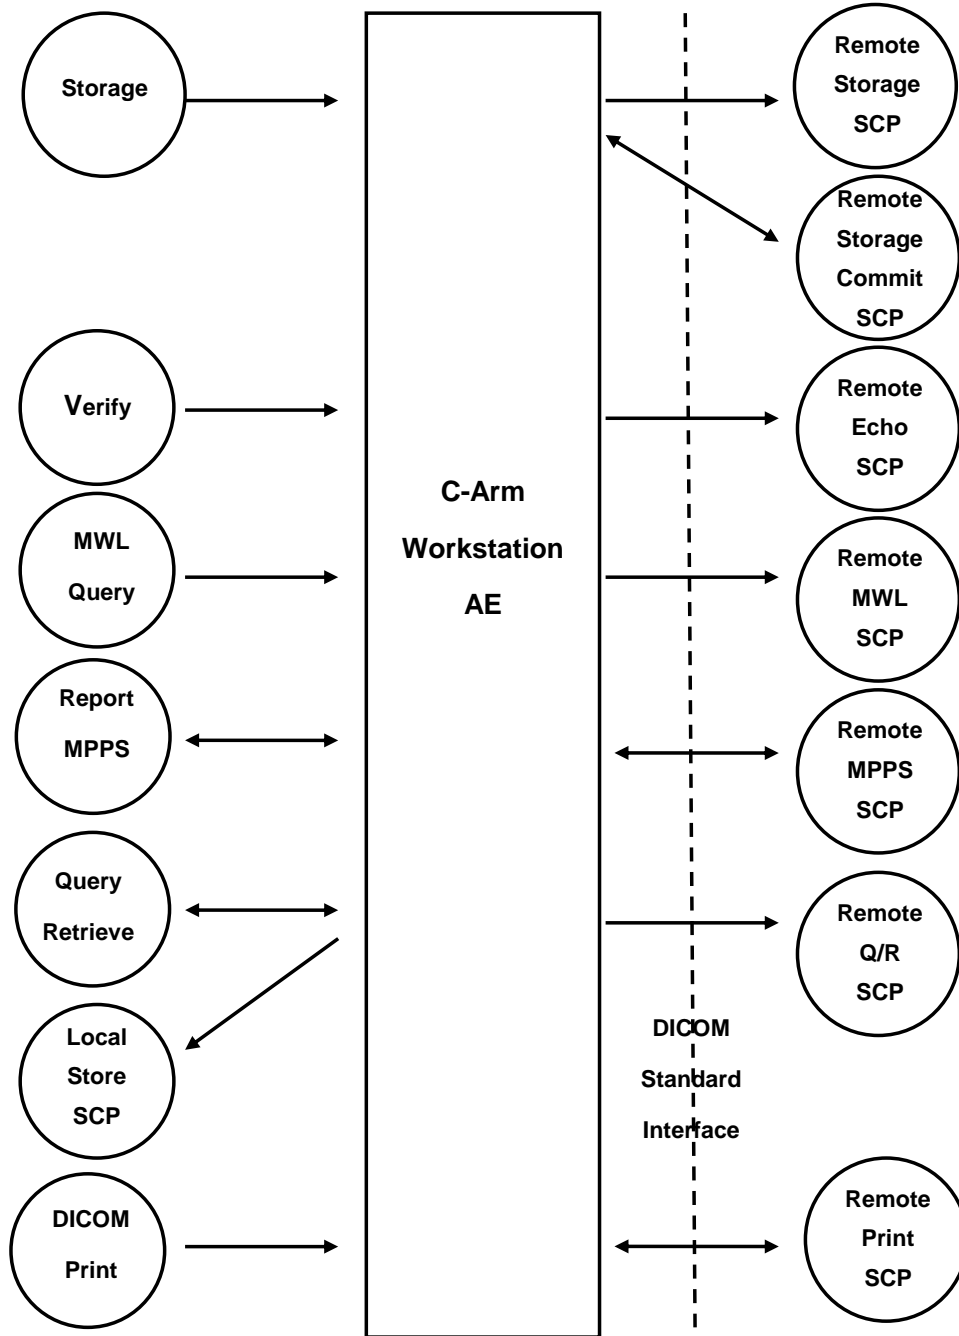 Storage
Verify
MWL
Query
Report
MPPS
Query
Retrieve
Local
Store
SCP
DICOM
Print
C-Arm
Workstation
AE
Remote
Storage
SCP
Remote
Storage
Commit
SCP
Remote
Echo
SCP
Remote
MWL
SCP
Remote
MPPS
SCP
Remote
Q/R
SCP
DICOM
Standard
Interface
Remote
Print
SCP